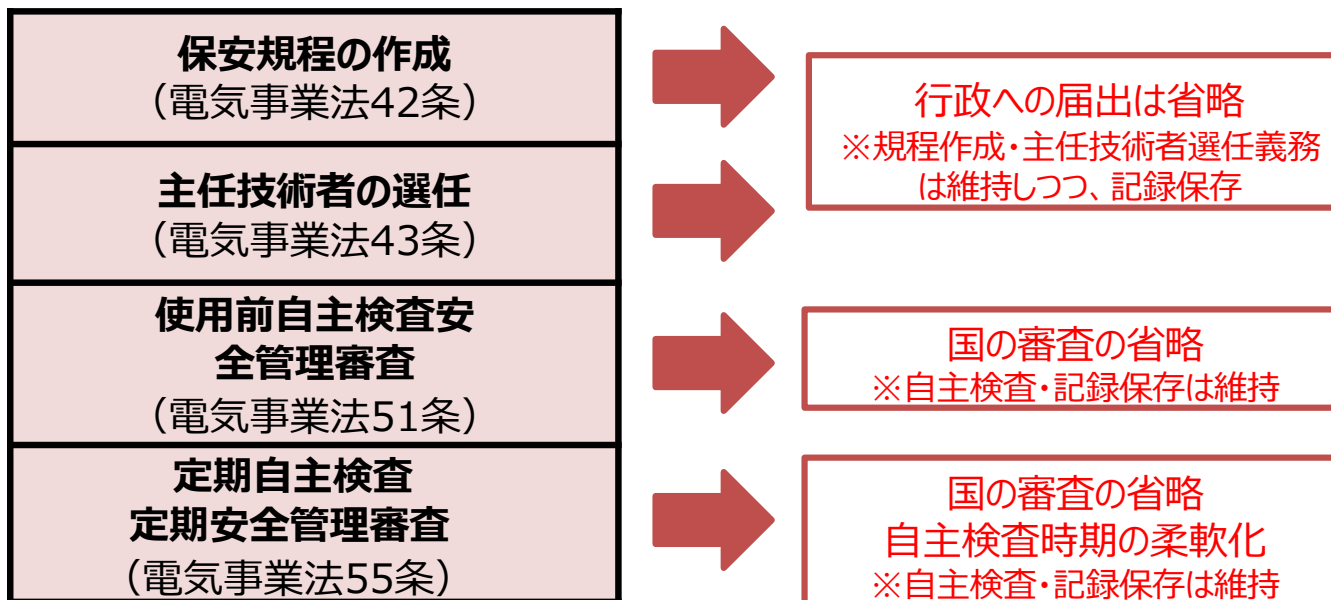 保安規程の作成
（電気事業法42条）
主任技術者の選任
（電気事業法43条）
使用前自主検査安
全管理審査
（電気事業法51条）
定期自主検査
定期安全管理審査
（電気事業法55条）
行政への届出は省略
※規程作成・主任技術者選任義務
は維持しつつ、記録保存
国の審査の省略
※自主検査・記録保存は維持
国の審査の省略
自主検査時期の柔軟化
※自主検査・記録保存は維持